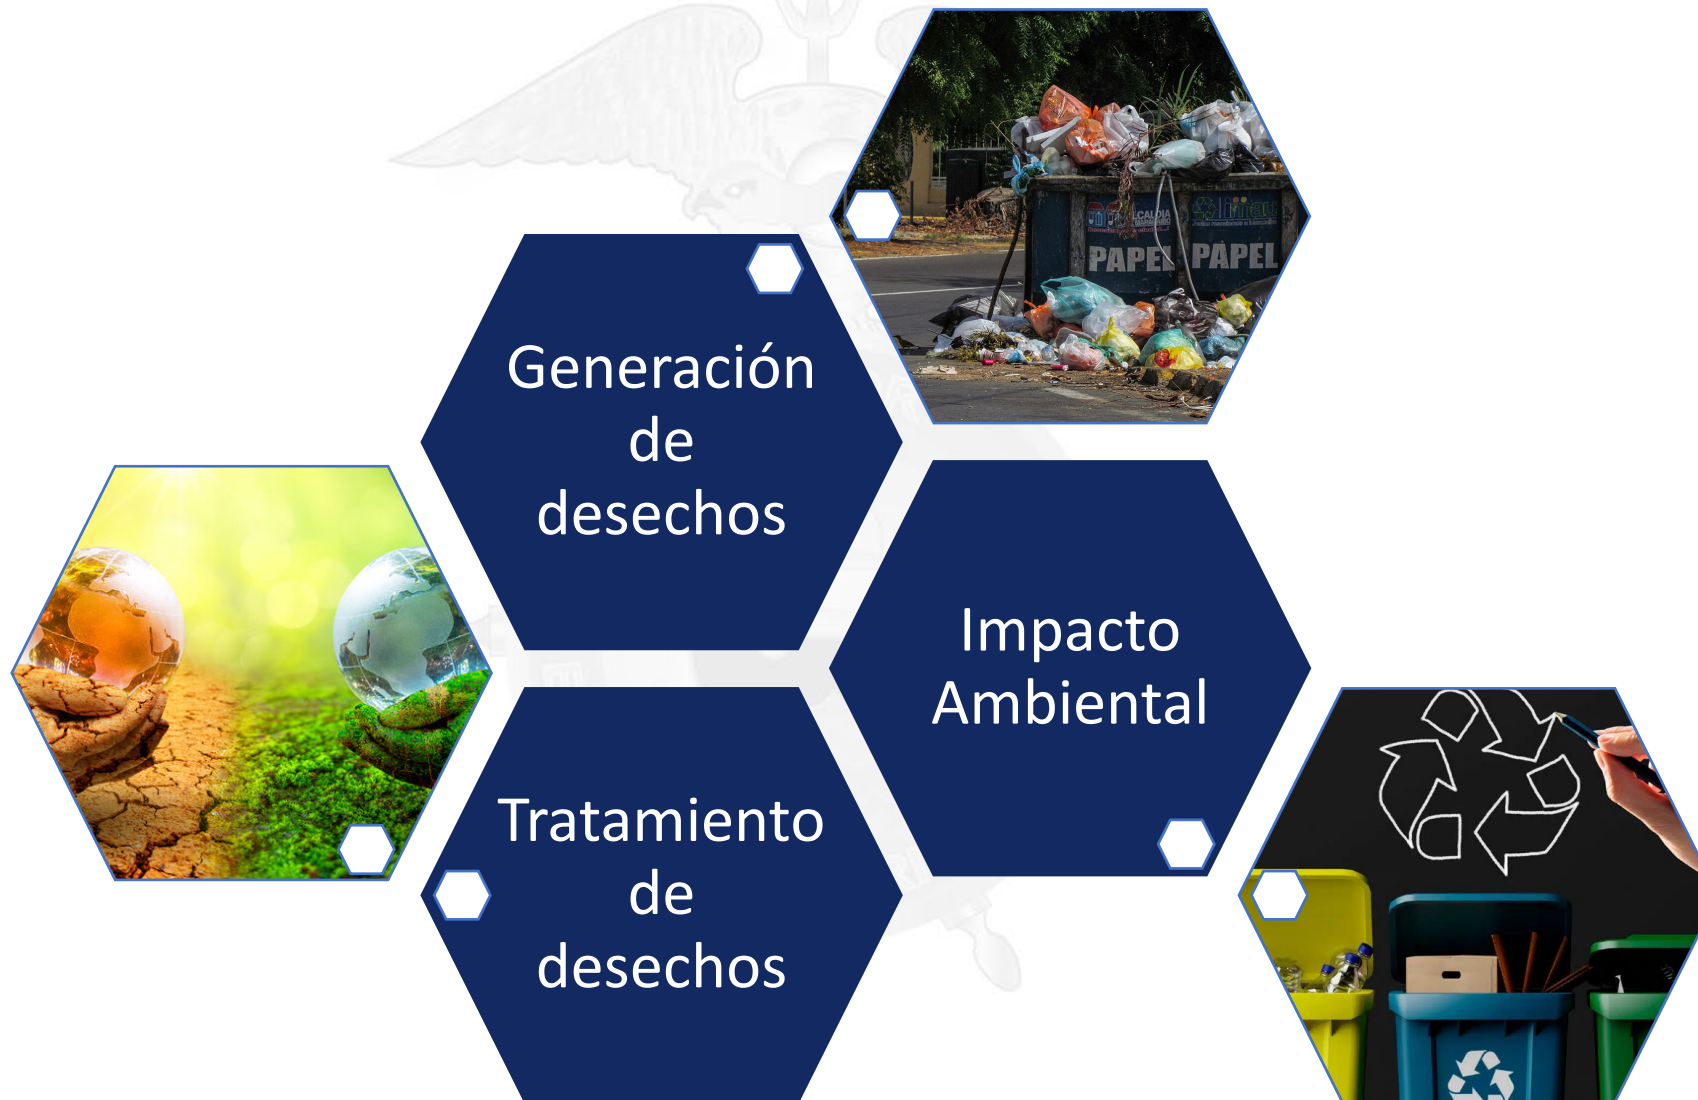 Generación
de
desechos
Impacto
Ambiental
Tratamiento
de
desechos
PAPEL PAPEL